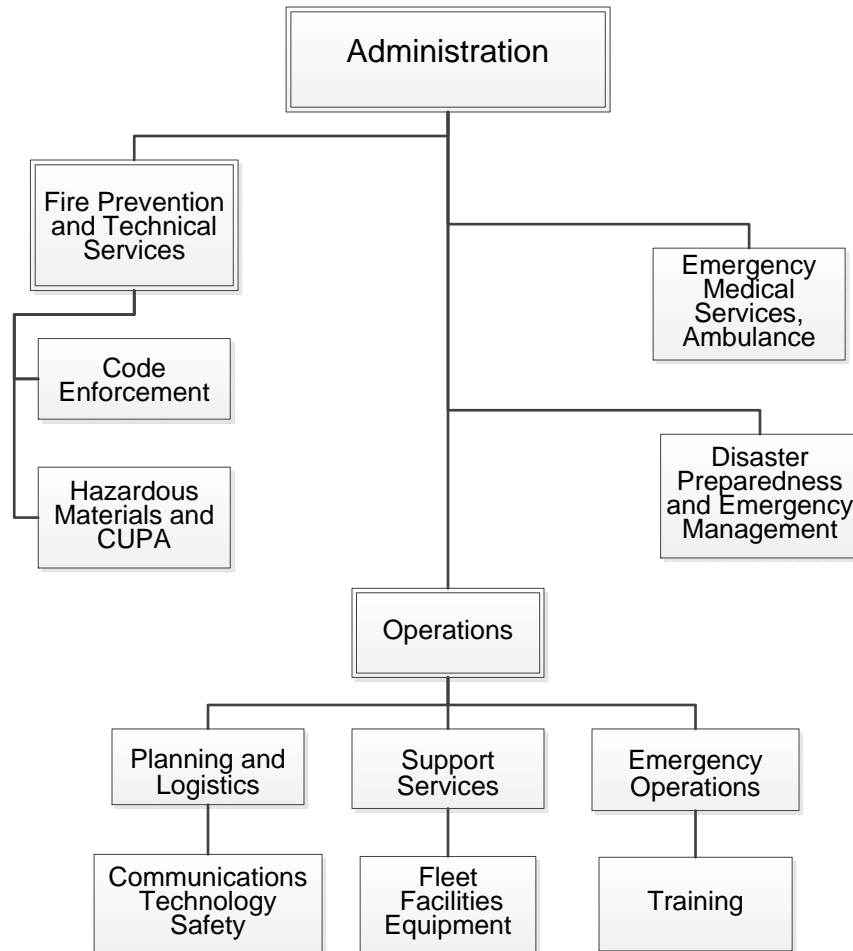 Administration
Fire Prevention
and Technical
Services
Emergency
Medical
Services,
Ambulance
Code
Enforcement
Disaster
Preparedness
and Emergency
Management
Hazardous
Materials and
CUPA
Operations
Planning and
Logistics
Support
Services
Emergency
Operations
Communications
Technology
Safety
Fleet
Facilities
Equipment
Training